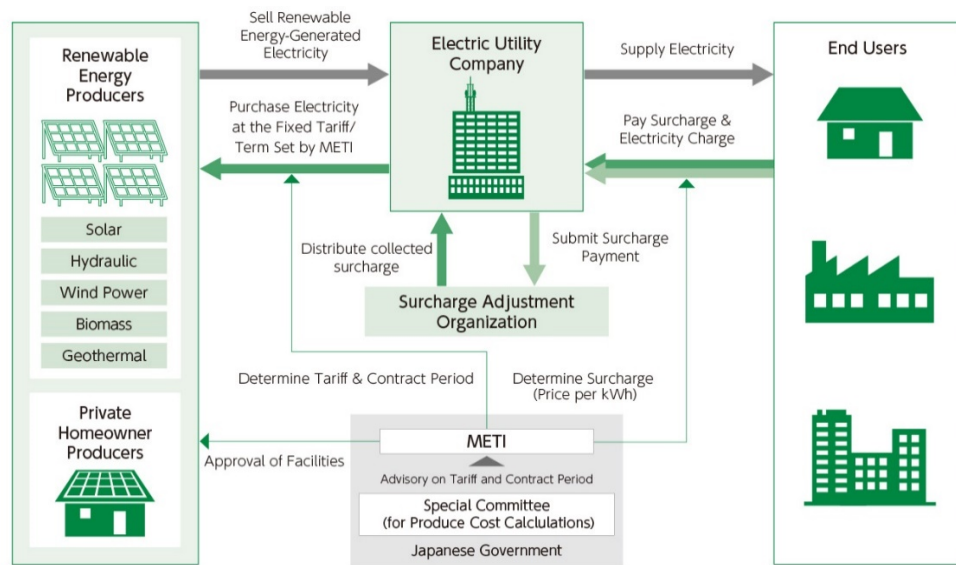 Renewable
Energy
Producers
Solar
Hydraulic
Wind Power
Biomass
Geothermal
Private
Homeowner
Producers
Sell Renewable
Energy-Generated
Electricity
Purchase Electricity
at the Fixed Tariff/
Term Set by METI
Electric Utility
Company
Supply Electricity
Pay Surcharge &
Electricity Charge
End Users
Distribute collected
surcharge
Submit Surcharge
Payment
Surcharge Adjustment
Organization
Determine Tariff & Contract Period
Determine Surcharge
(Price per kWh)
Approval of Facilities
METI
Advisory on Tariff and Contract Period
Special Committee
(for Produce Cost Calclulations)
Japanese Government